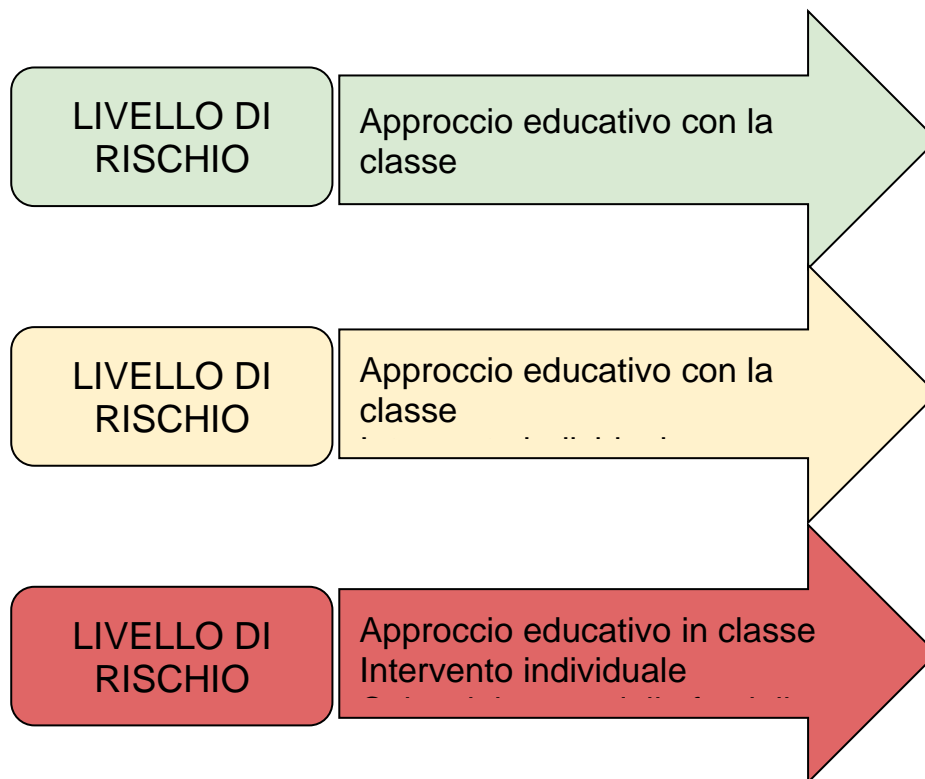 LIVELLO DI
RISCHIO
Approccio educativo con la
classe
LIVELLO DI
RISCHIO
Approccio educativo con la
classe
LIVELLO DI
RISCHIO
Approccio educativo in classe
Intervento individuale